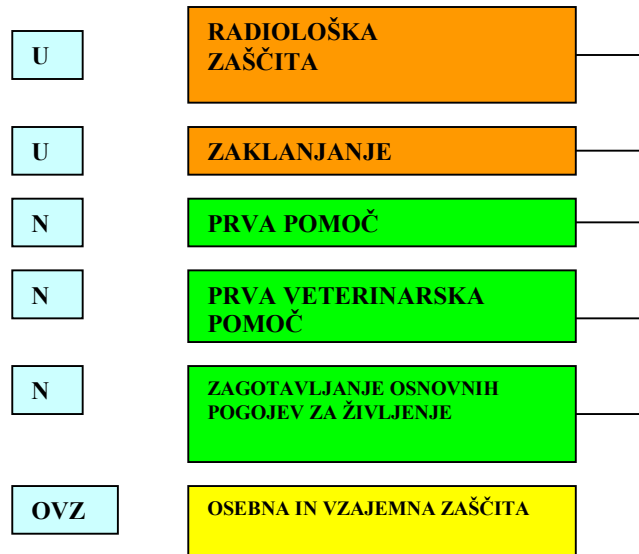 U
RADIOLOŠKA
ZAŠČITA
U
ZAKLANJANJE
N
PRVA POMOČ
N
PRVA VETERINARSKA
POMOČ
N
ZAGOTAVLJANJE OSNOVNIH
POGOJEV ZA ŽIVLJENJE
OVZ
OSEBNA IN VZAJEMNA ZAŠČITA